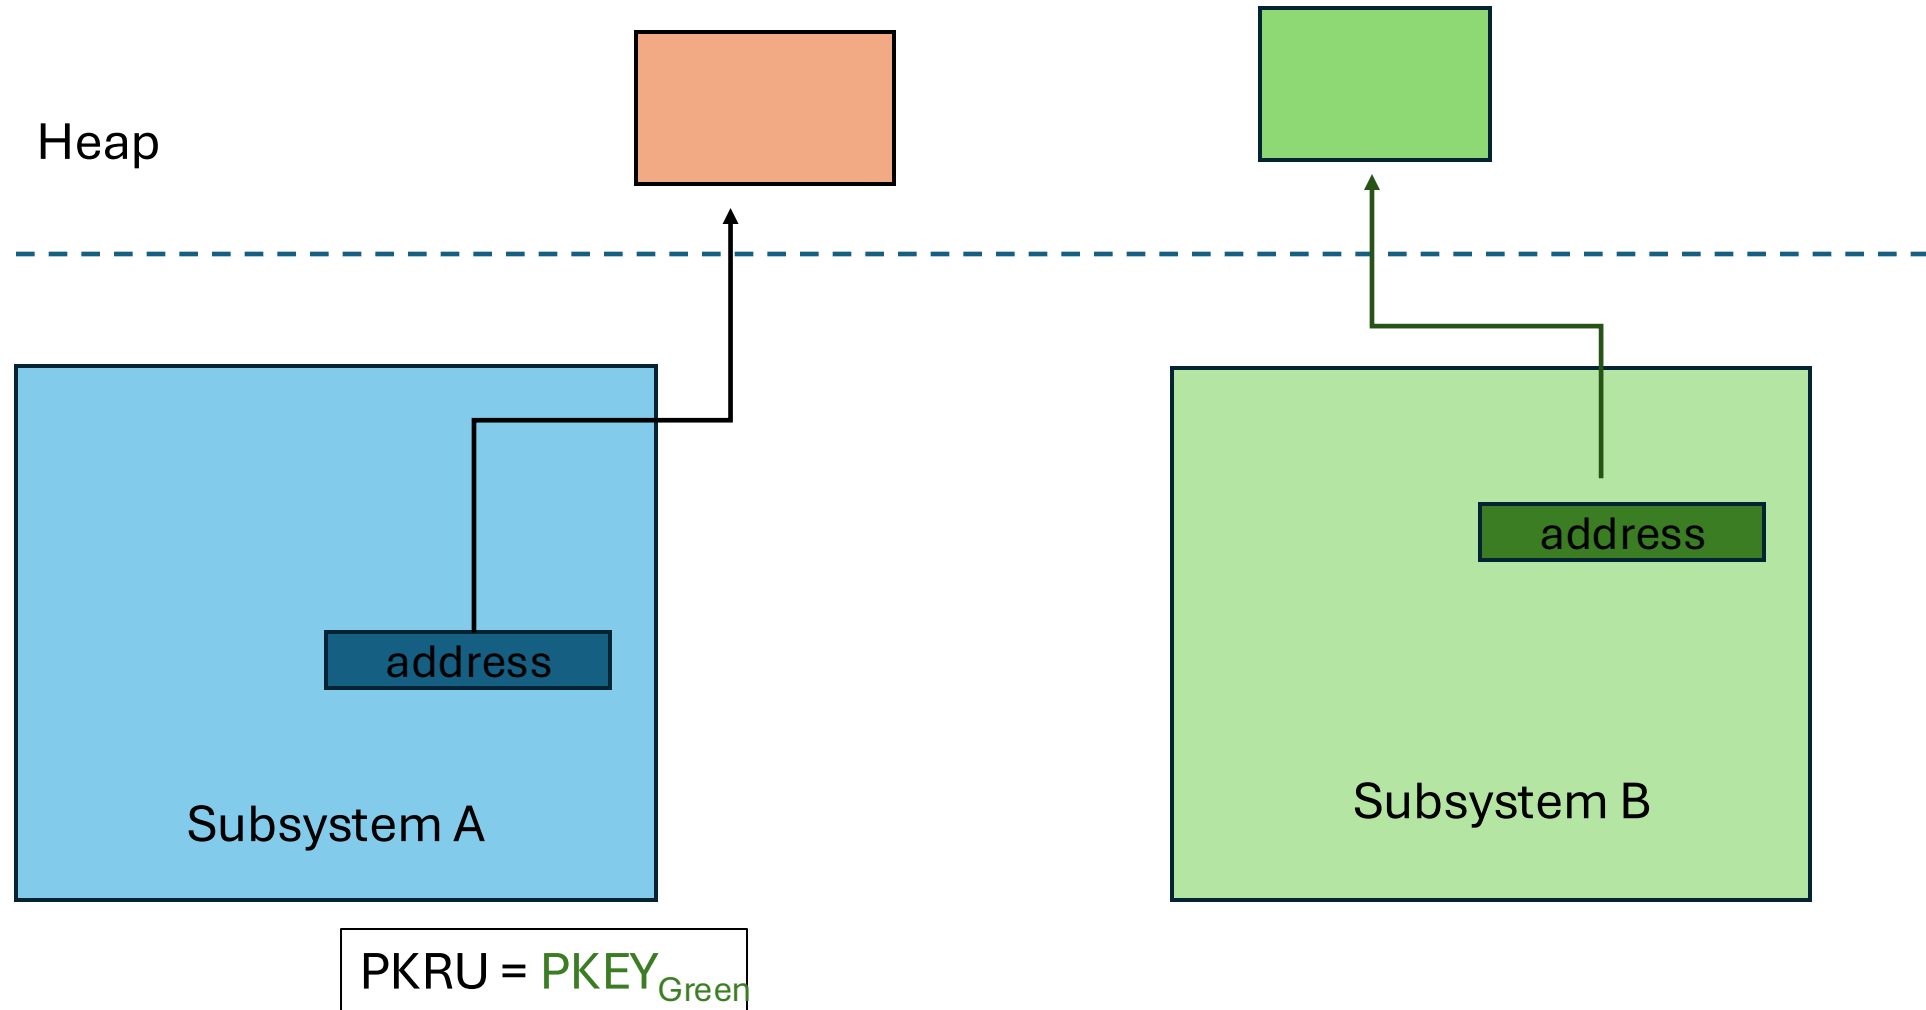 Heap
address
address
Subsystem A
Subsystem B
PKRU = PKEYGreen